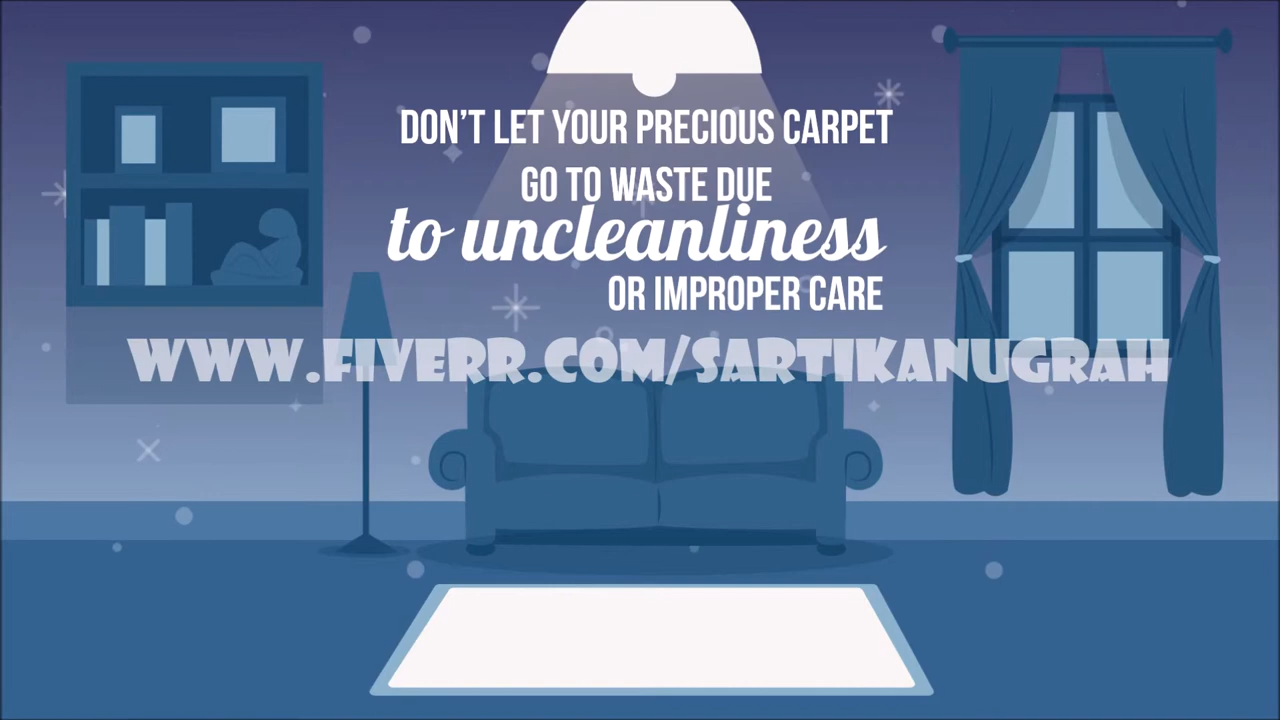 DON'T LET YOUR PRECIOUS CARPET
GO TO WASTE DUE
to uncleanliness
OR IMPROPER CARE
WWW.FIVERR.COM/SARTIKANUGRAH